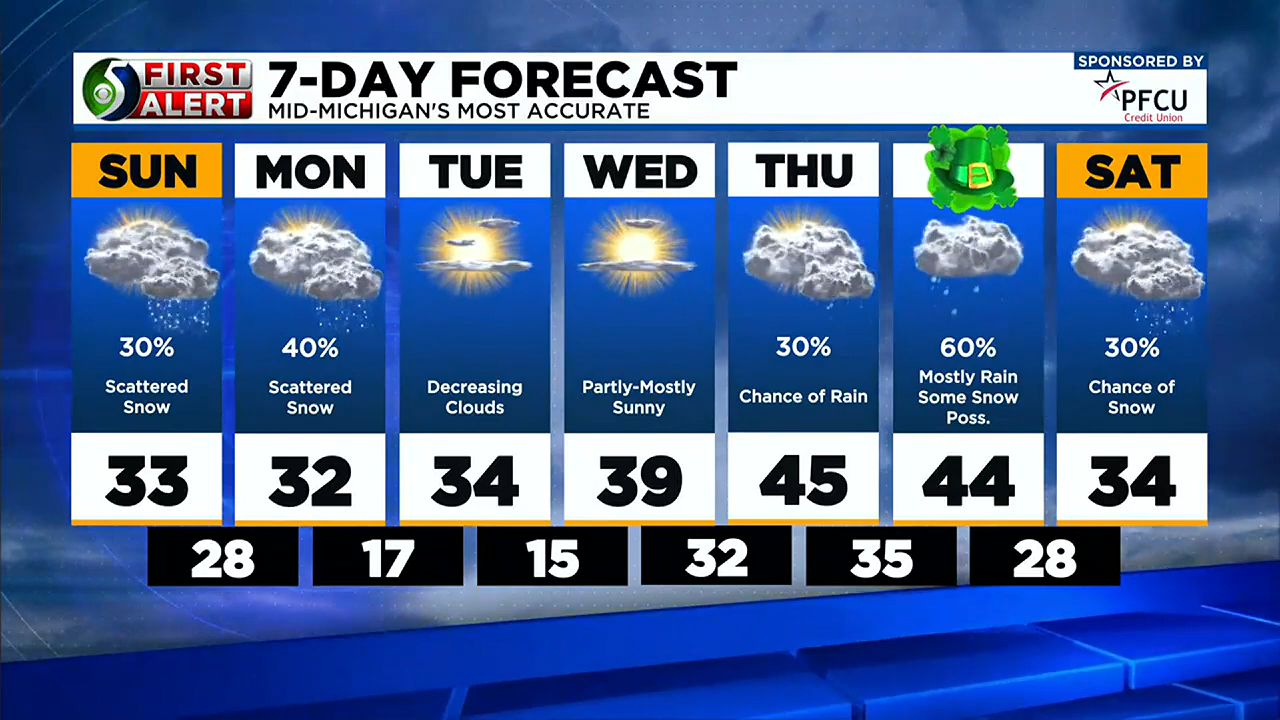 5 FIRST ALERT
7-DAY FORECAST
MID-MICHIGAN'S MOST ACCURATE
SPONSORED BY
PFCU
Credit Union
SUN
30%
Scattered
Snow
33
MON
40%
Scattered
Snow
32
TUE
Decreasing
Clouds
34
WED
Partly-Mostly
Sunny
39
THU
30%
Chance of Rain
45
60%
Mostly Rain
Some Snow
Poss.
44
SAT
30%
Chance of
Snow
34
28
17
15
32
35
28